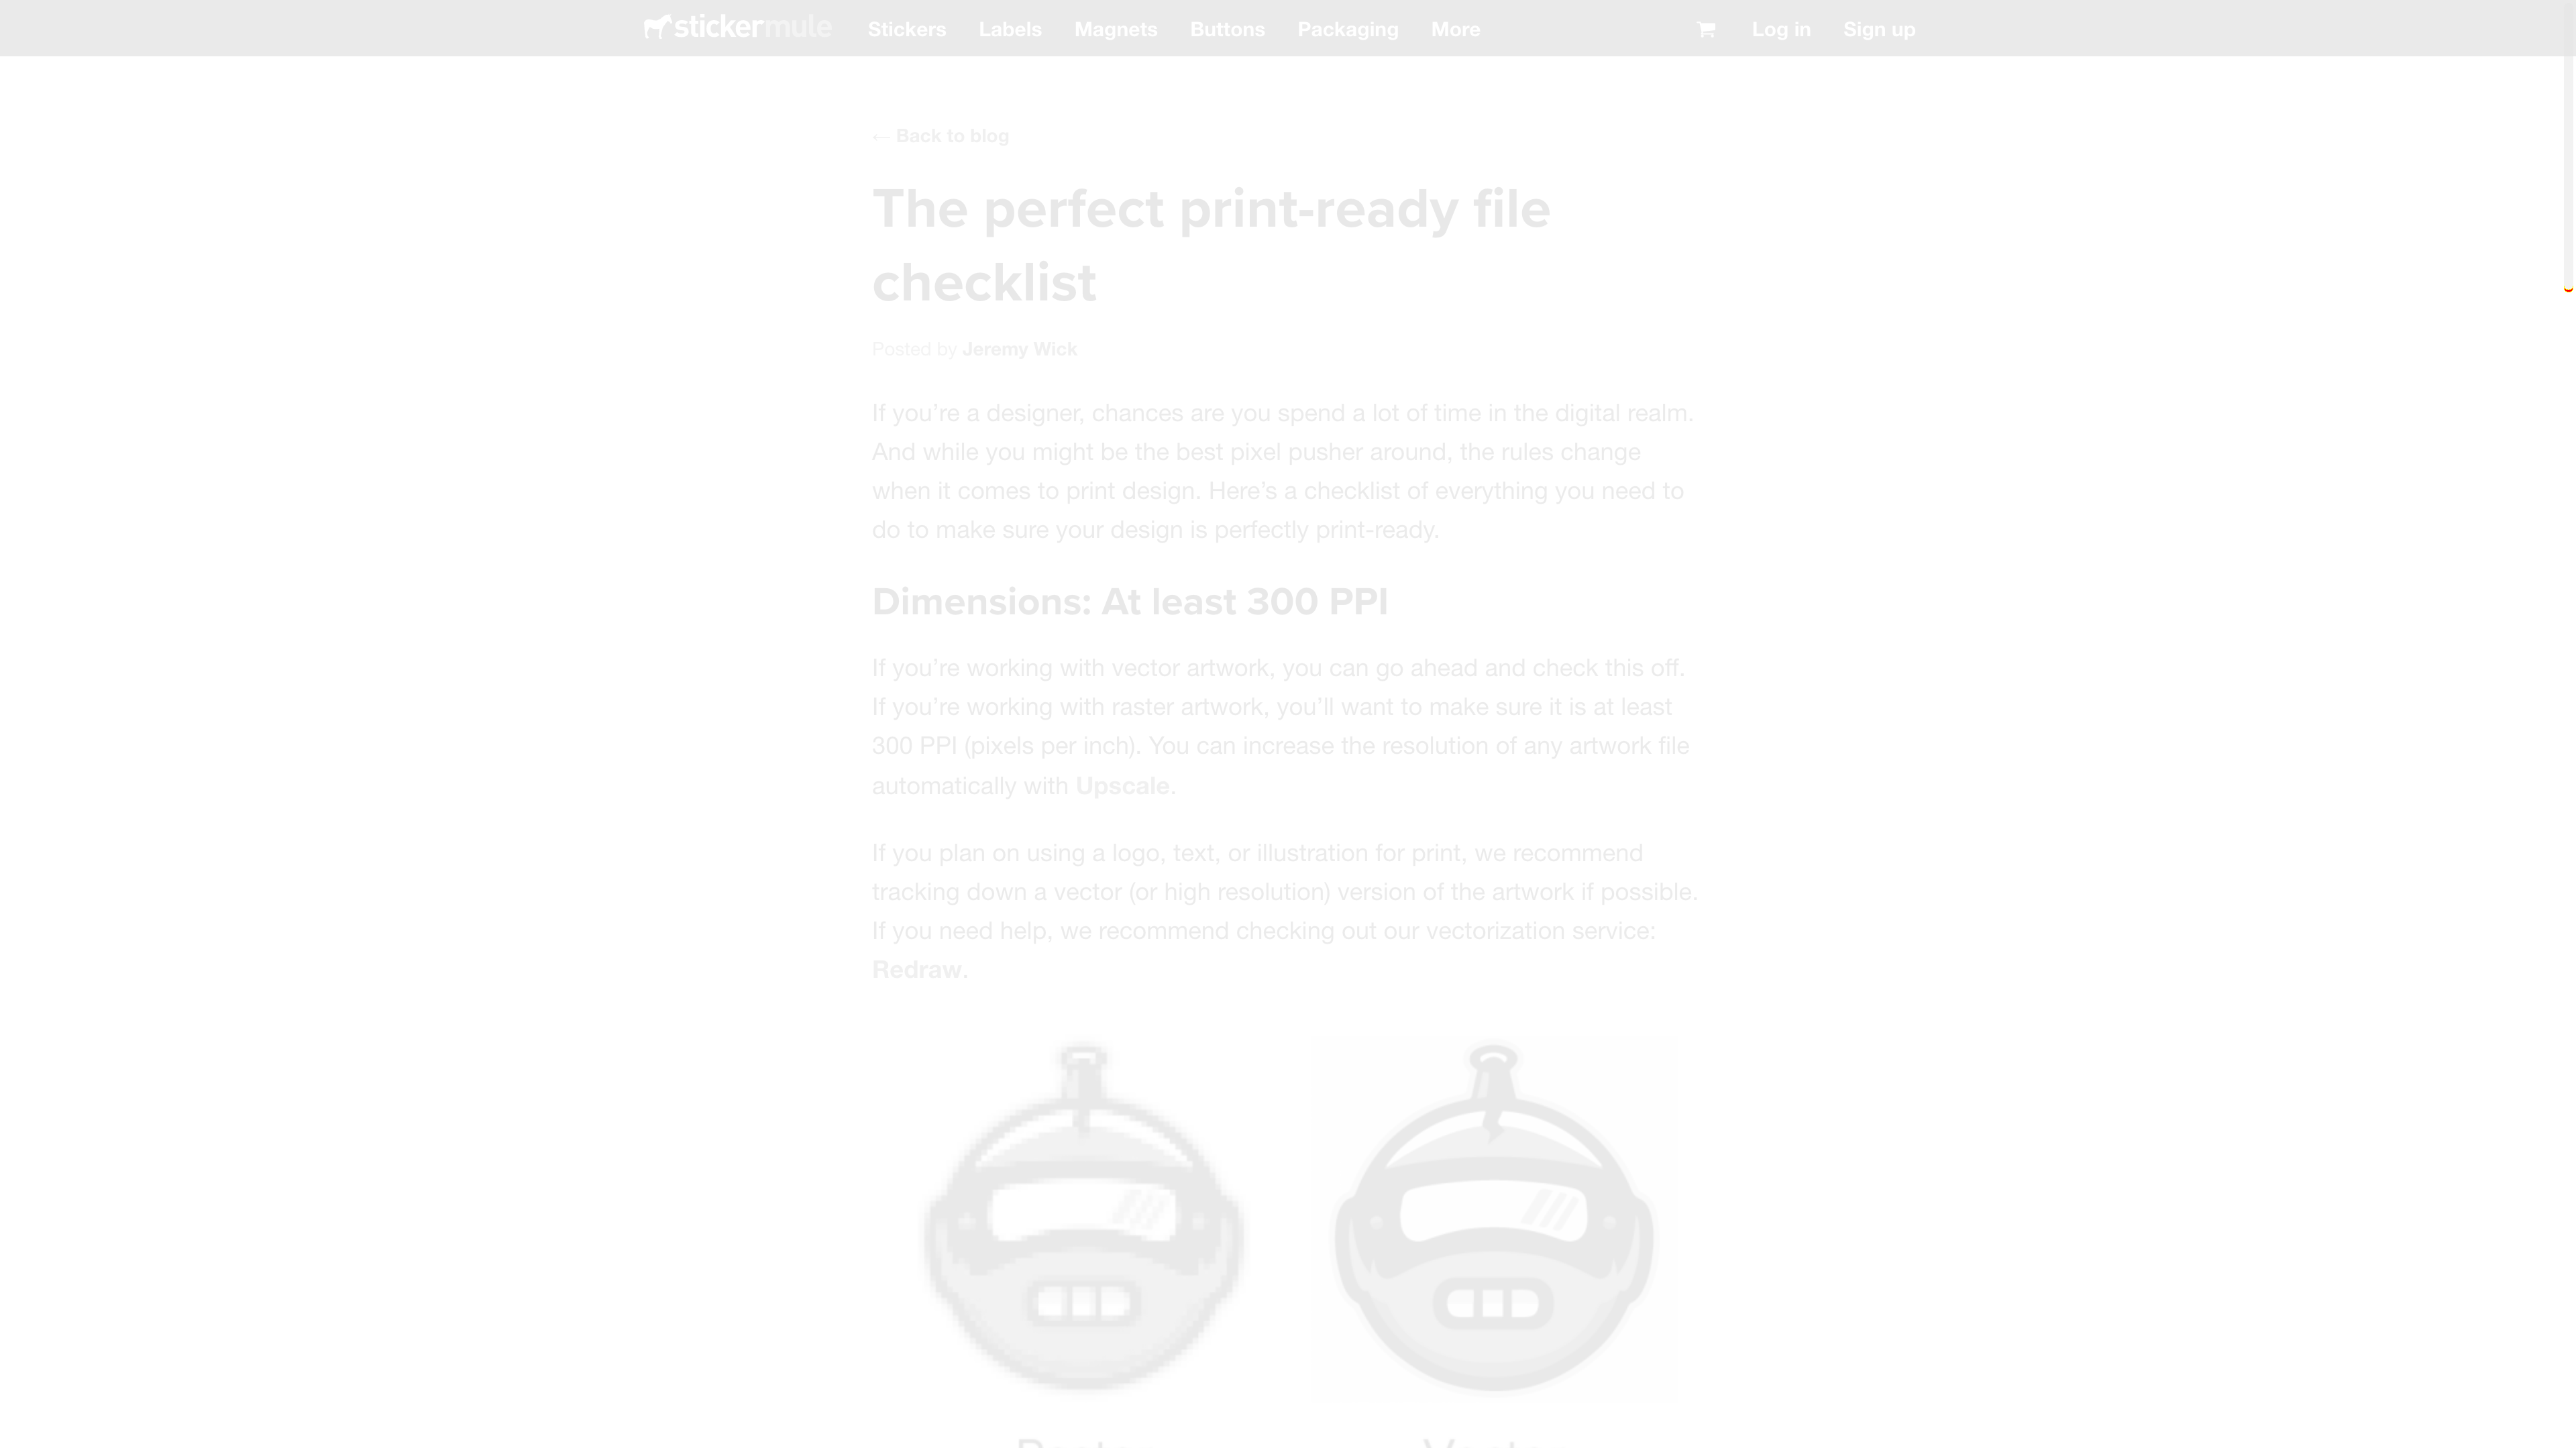 stickermule Stickers Labels Magnets Buttons Packaging More Log in Sign up
← Back to blog
The perfect print-ready file
checklist
Posted by Jeremy Wick
If you’re a designer, chances are you spend a lot of time in the digital realm.
And while you might be the best pixel pusher around, the rules change
when it comes to print design. Here’s a checklist of everything you need to
do to make sure your design is perfectly print-ready.
Dimensions: At least 300 PPI
If you’re working with vector artwork, you can go ahead and check this off.
If you’re working with raster artwork, you’ll want to make sure it is at least
300 PPI (pixels per inch). You can increase the resolution of any artwork file
automatically with Upscale.
If you plan on using a logo, text, or illustration for print, we recommend
tracking down a vector (or high resolution) version of the artwork if possible.
If you need help, we recommend checking out our vectorization service:
Redraw.